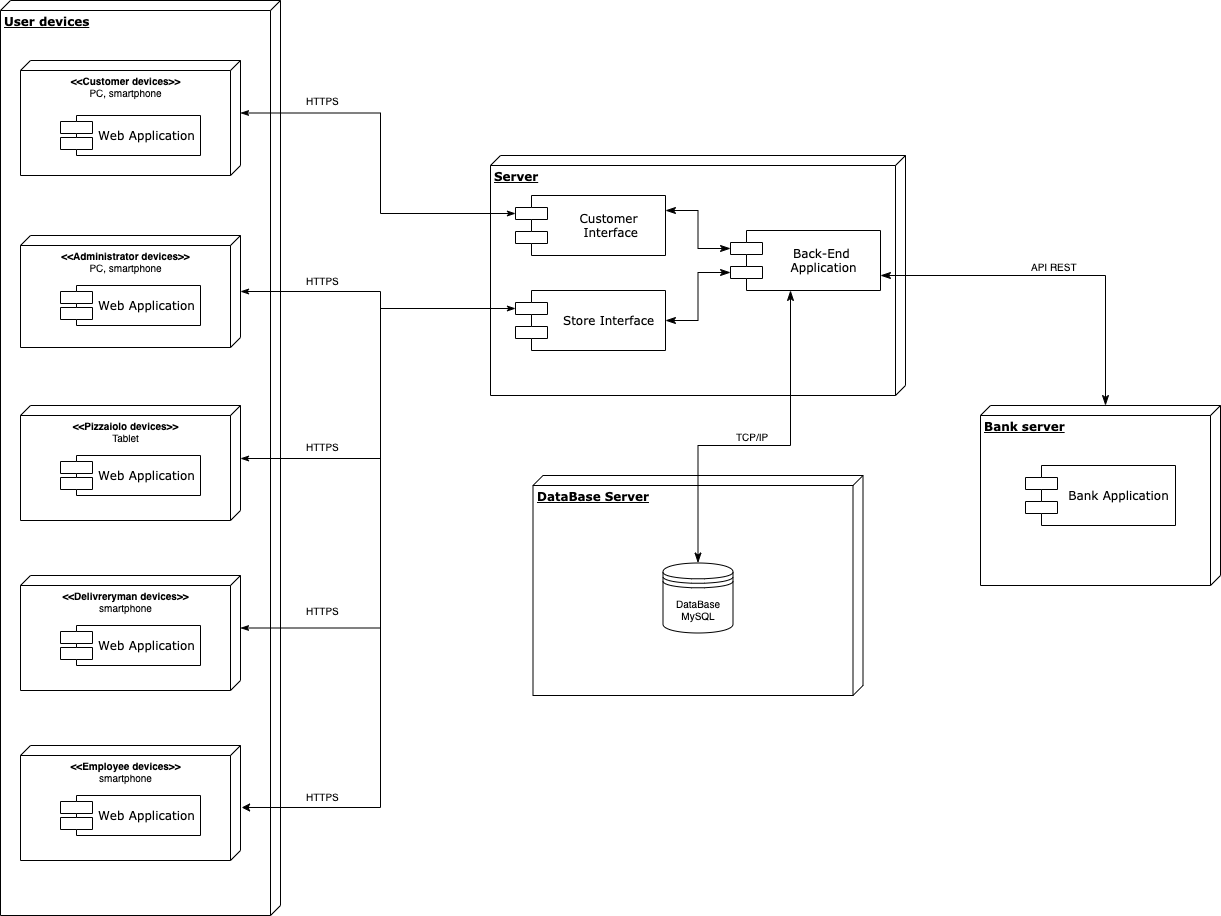 User devices
<<Customer devices>>
PC, smartphone
Web Application
HTTPS
<<Administrator devices>>
PC, smartphone
Web Application
HTTPS
<<Pizzaiolo devices>>
Tablet
Web Application
HTTPS
<<Delivreryman devices>>
smartphone
Web Application
HTTPS
<<Employee devices>>
smartphone
Web Application
HTTPS
Server
Customer
Interface
Store Interface
Back-End
Application
API REST
TCP/IP
DataBase Server
DataBase
MySQL
Bank server
Bank Application